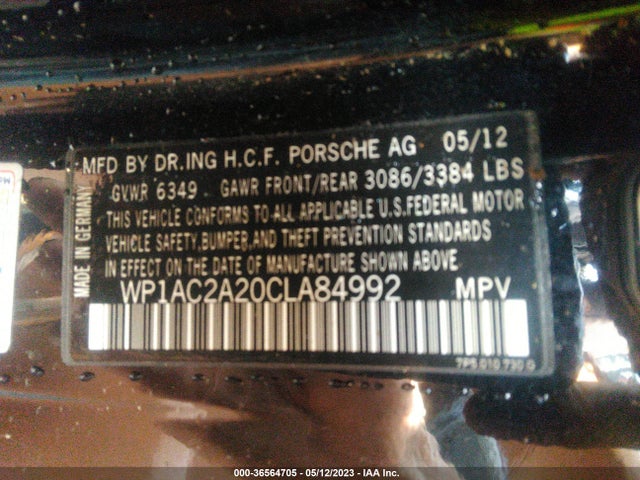 MFD BY DR.ING H.C.F. PORSCHE AG 05/12
GVWR 6349 GAWR FRONT/REAR 3086/3384 LBS
THIS VEHICLE CONFORMS TO ALL APPLICABLE U.S.FEDERAL MOTOR
VEHICLE SAFETY,BUMPER,AND THEFT PREVENTION STANDARDS
IN EFFECT ON THE DATE OF MANUFACTURE SHOWN ABOVE
WP1AC2A20CLA84992 MPV
MADE IN GERMANY
000-36564705 - 05/12/2023 - IAA Inc.